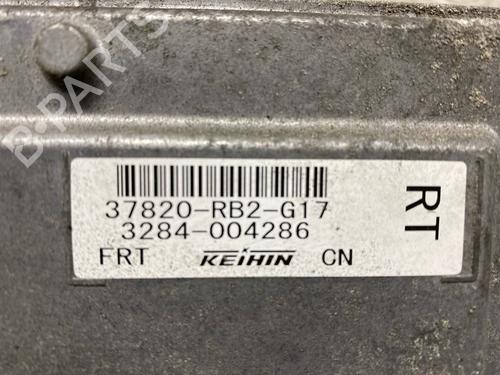 B-PARTS
37820-RB2-G17
3284-004286
FRT KEIHIN CN
RT